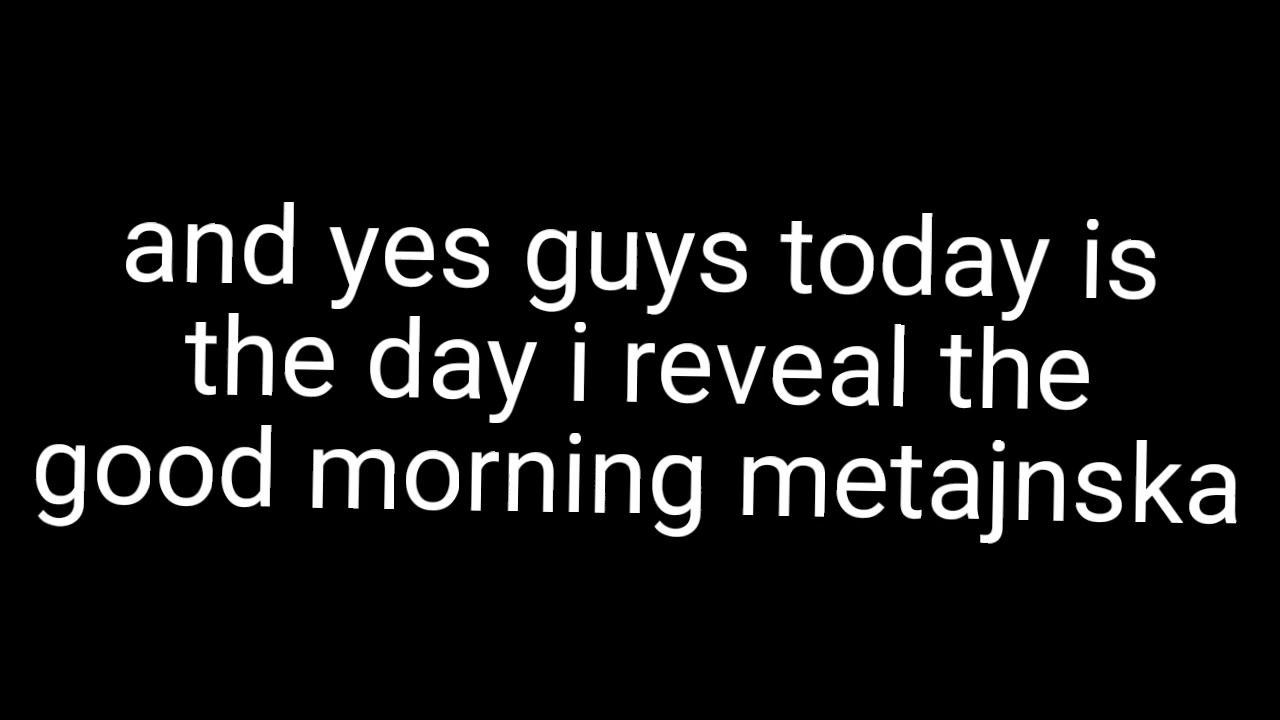 and yes guys today is
the day i reveal the
good morning metajnska